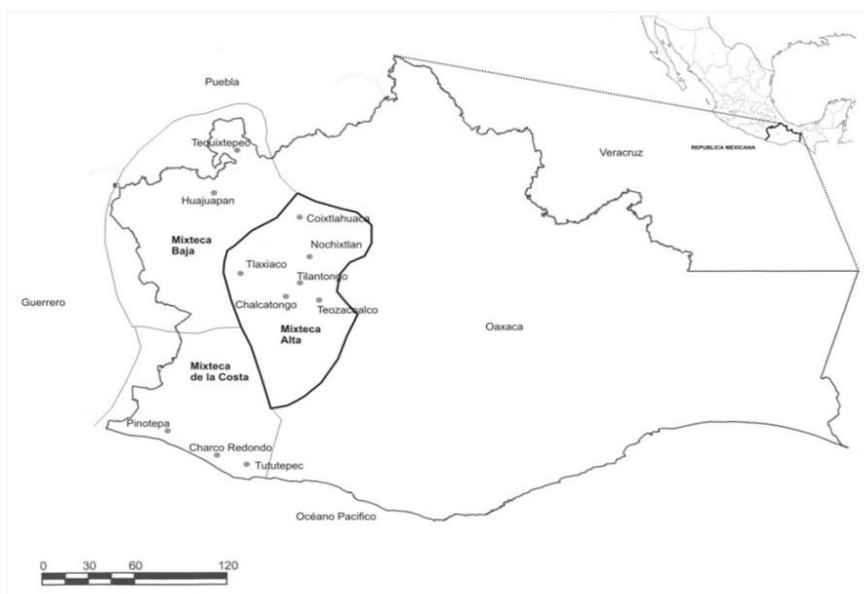 Puebla
Tequixtepec
Veracruz
REPUBLICA MEXICANA
Huajuapan
Coixtlahuaca
Mixteca
Baja
Nochixtlan
Tlaxiaco
Tilantongo
Guerrero
Chalcatongo
Teozacoalco
Mixteca
Alta
Oaxaca
Mixteca
de la Costa
Pinotepa
Charco Redondo
Tututepec
Océano Pacifico
0 30 60 120